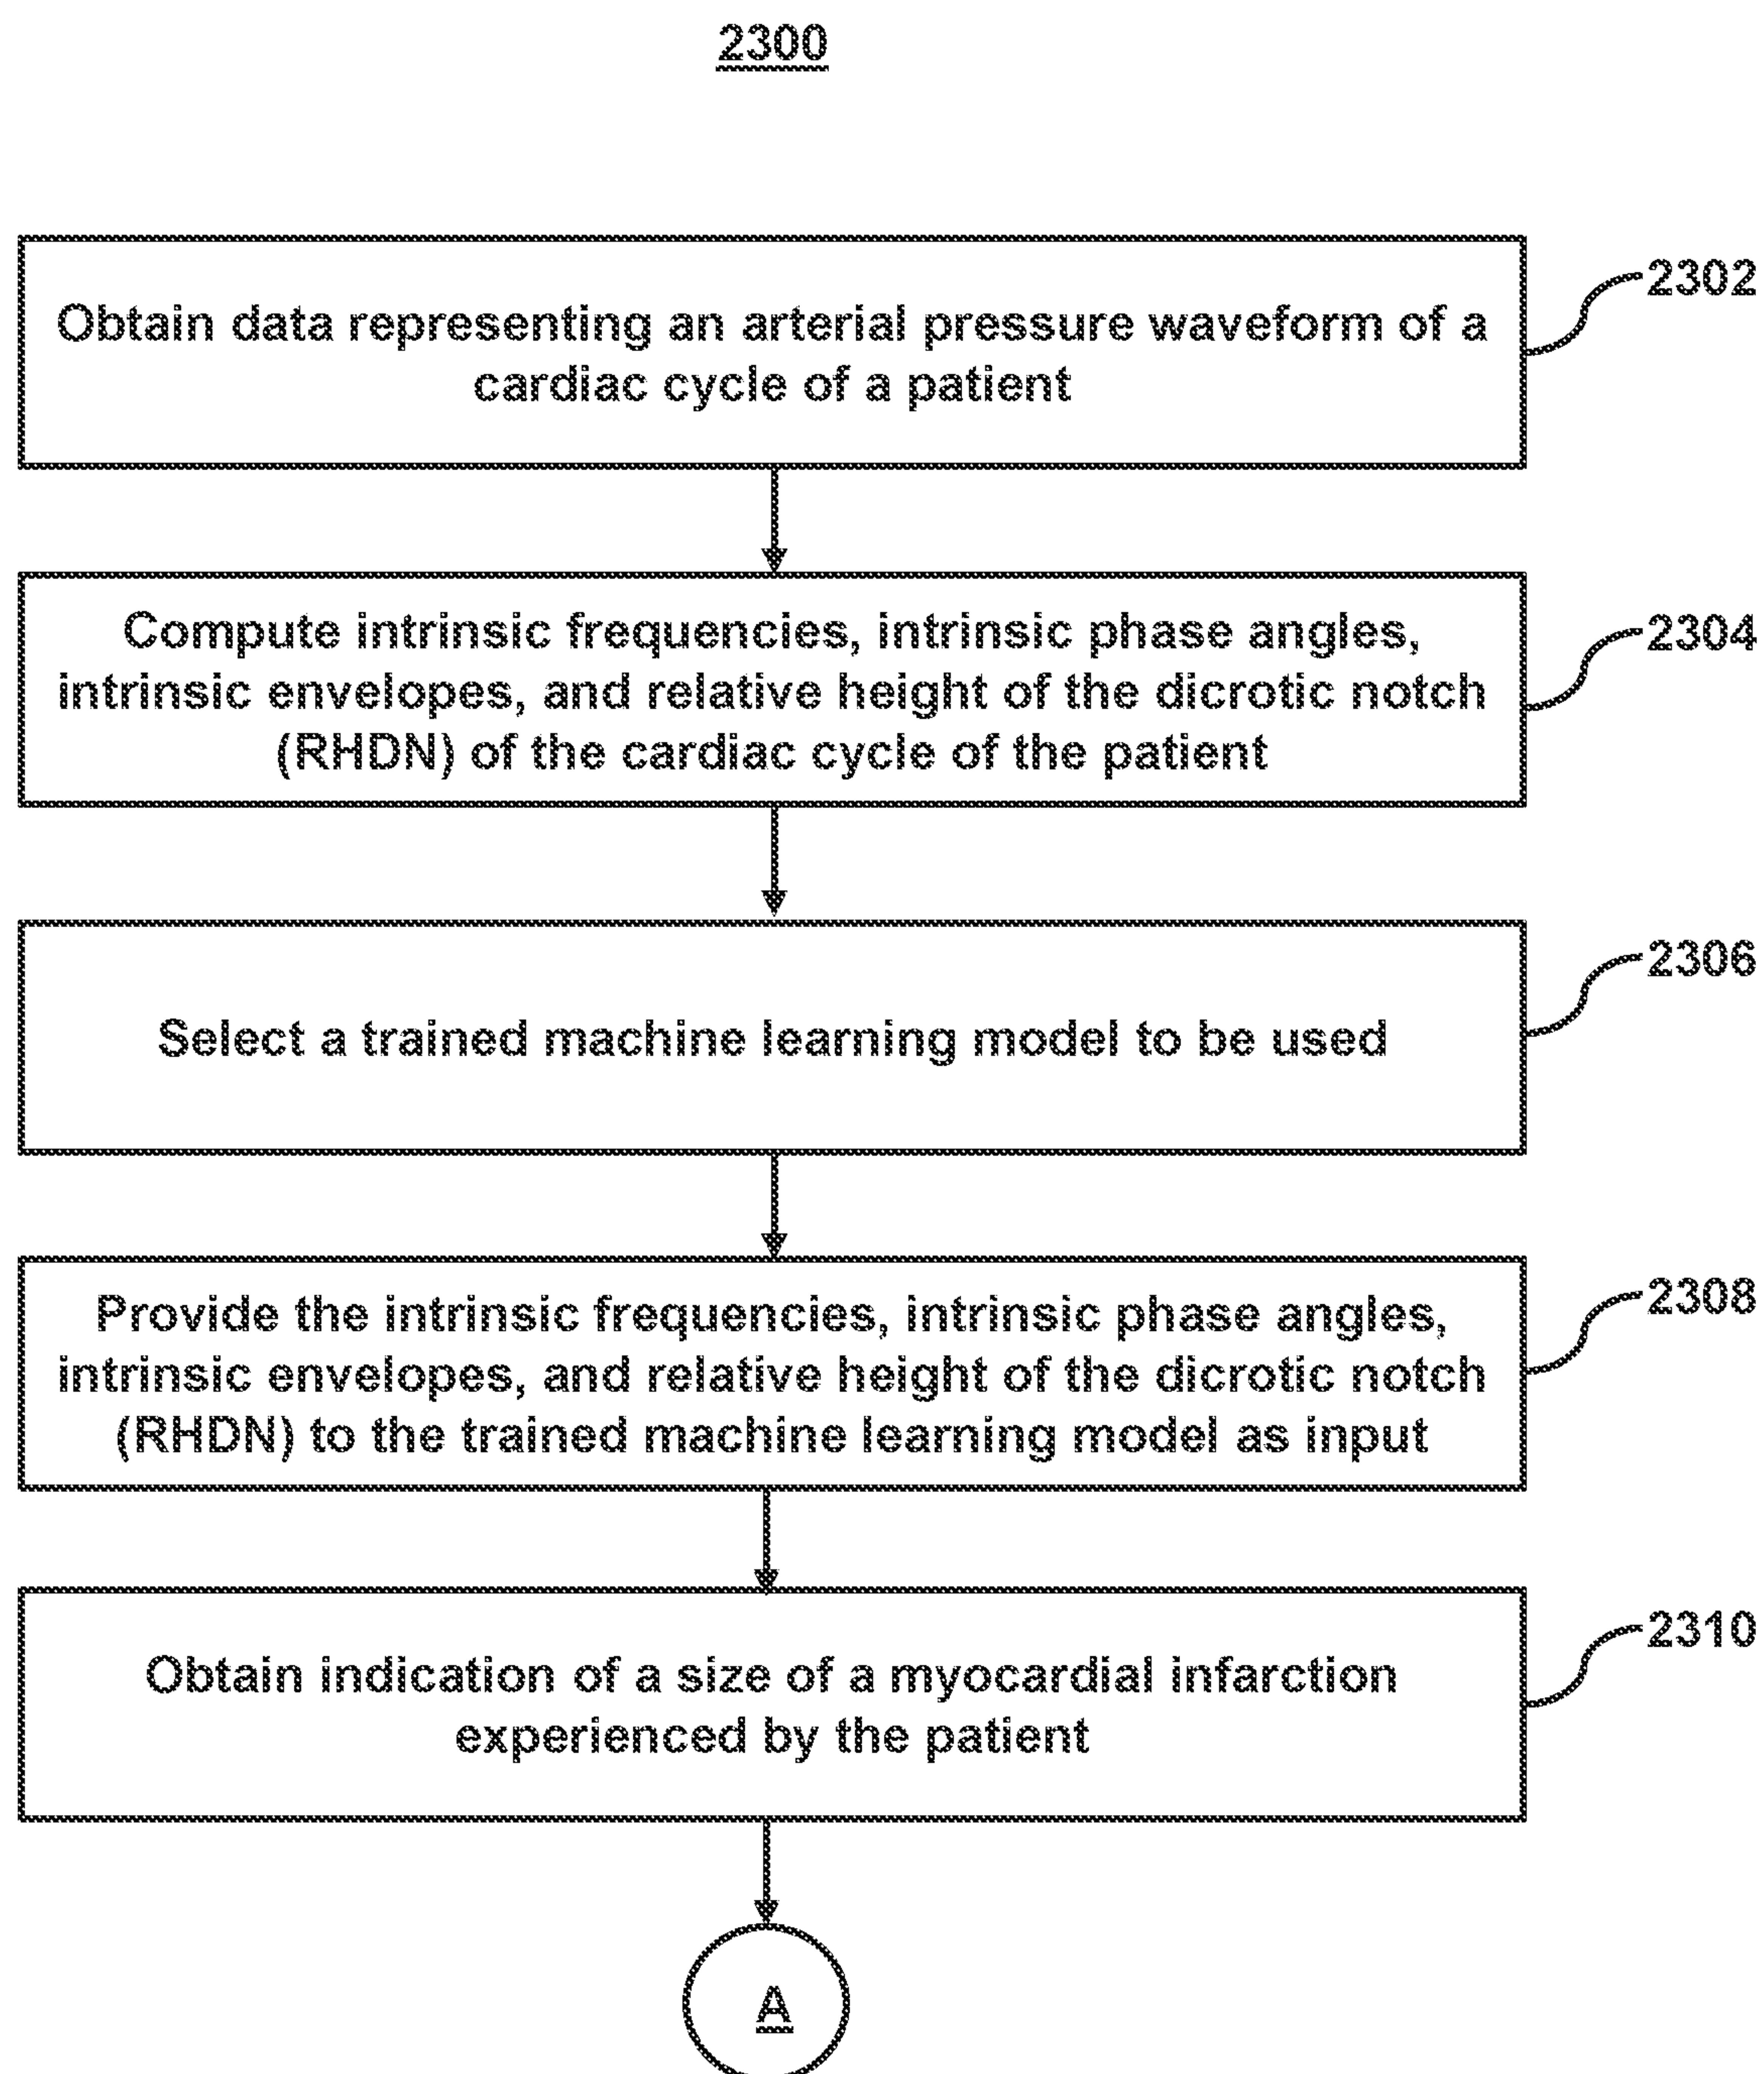 2300
Obtain data representing an arterial pressure waveform of a
cardiac cycle of a patient
2302
Compute intrinsic frequencies, intrinsic phase angles,
intrinsic envelopes, and relative height of the dicrotic notch
(RHDN) of the cardiac cycle of the patient
2304
Select a trained machine learning model to be used
2306
Provide the intrinsic frequencies, intrinsic phase angles,
intrinsic envelopes, and relative height of the dicrotic notch
(RHDN) to the trained machine learning model as input
2308
Obtain indication of a size of a myocardial infarction
experienced by the patient
2310
A